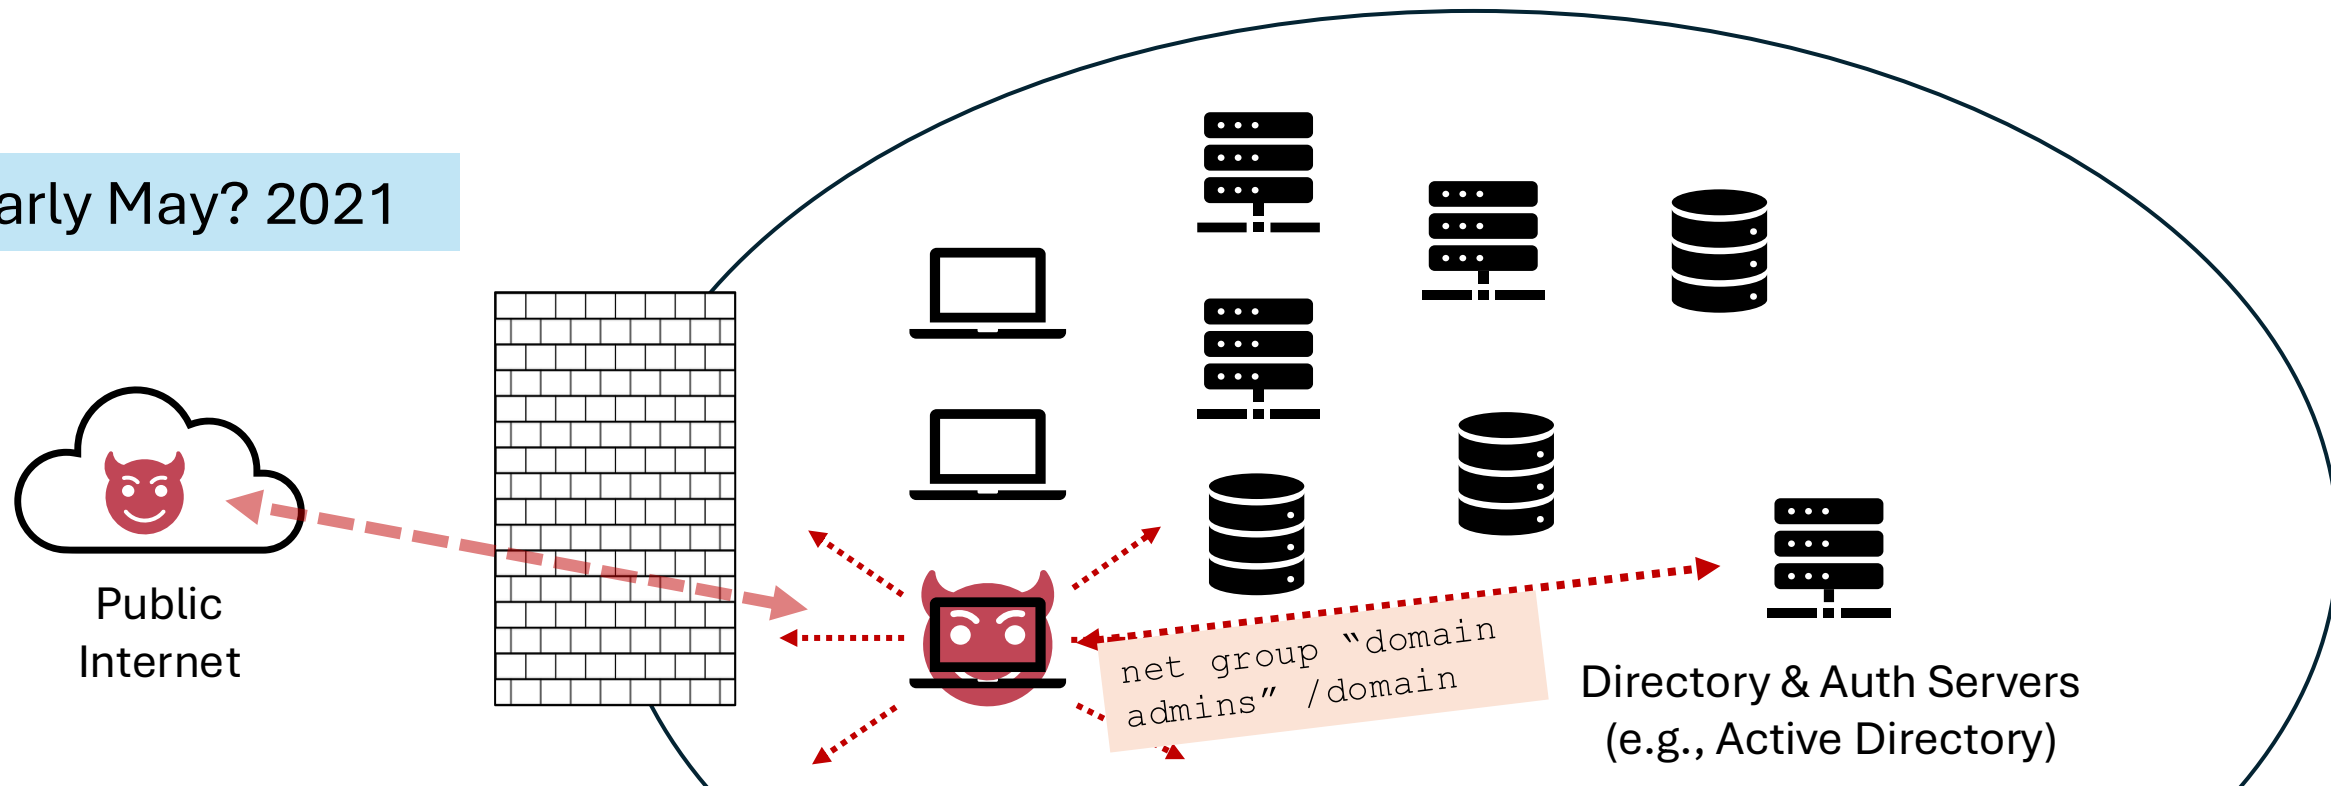 arly May? 2021
Public
Internet
net group “domain
admins” /domain
Directory & Auth Servers
(e.g., Active Directory)